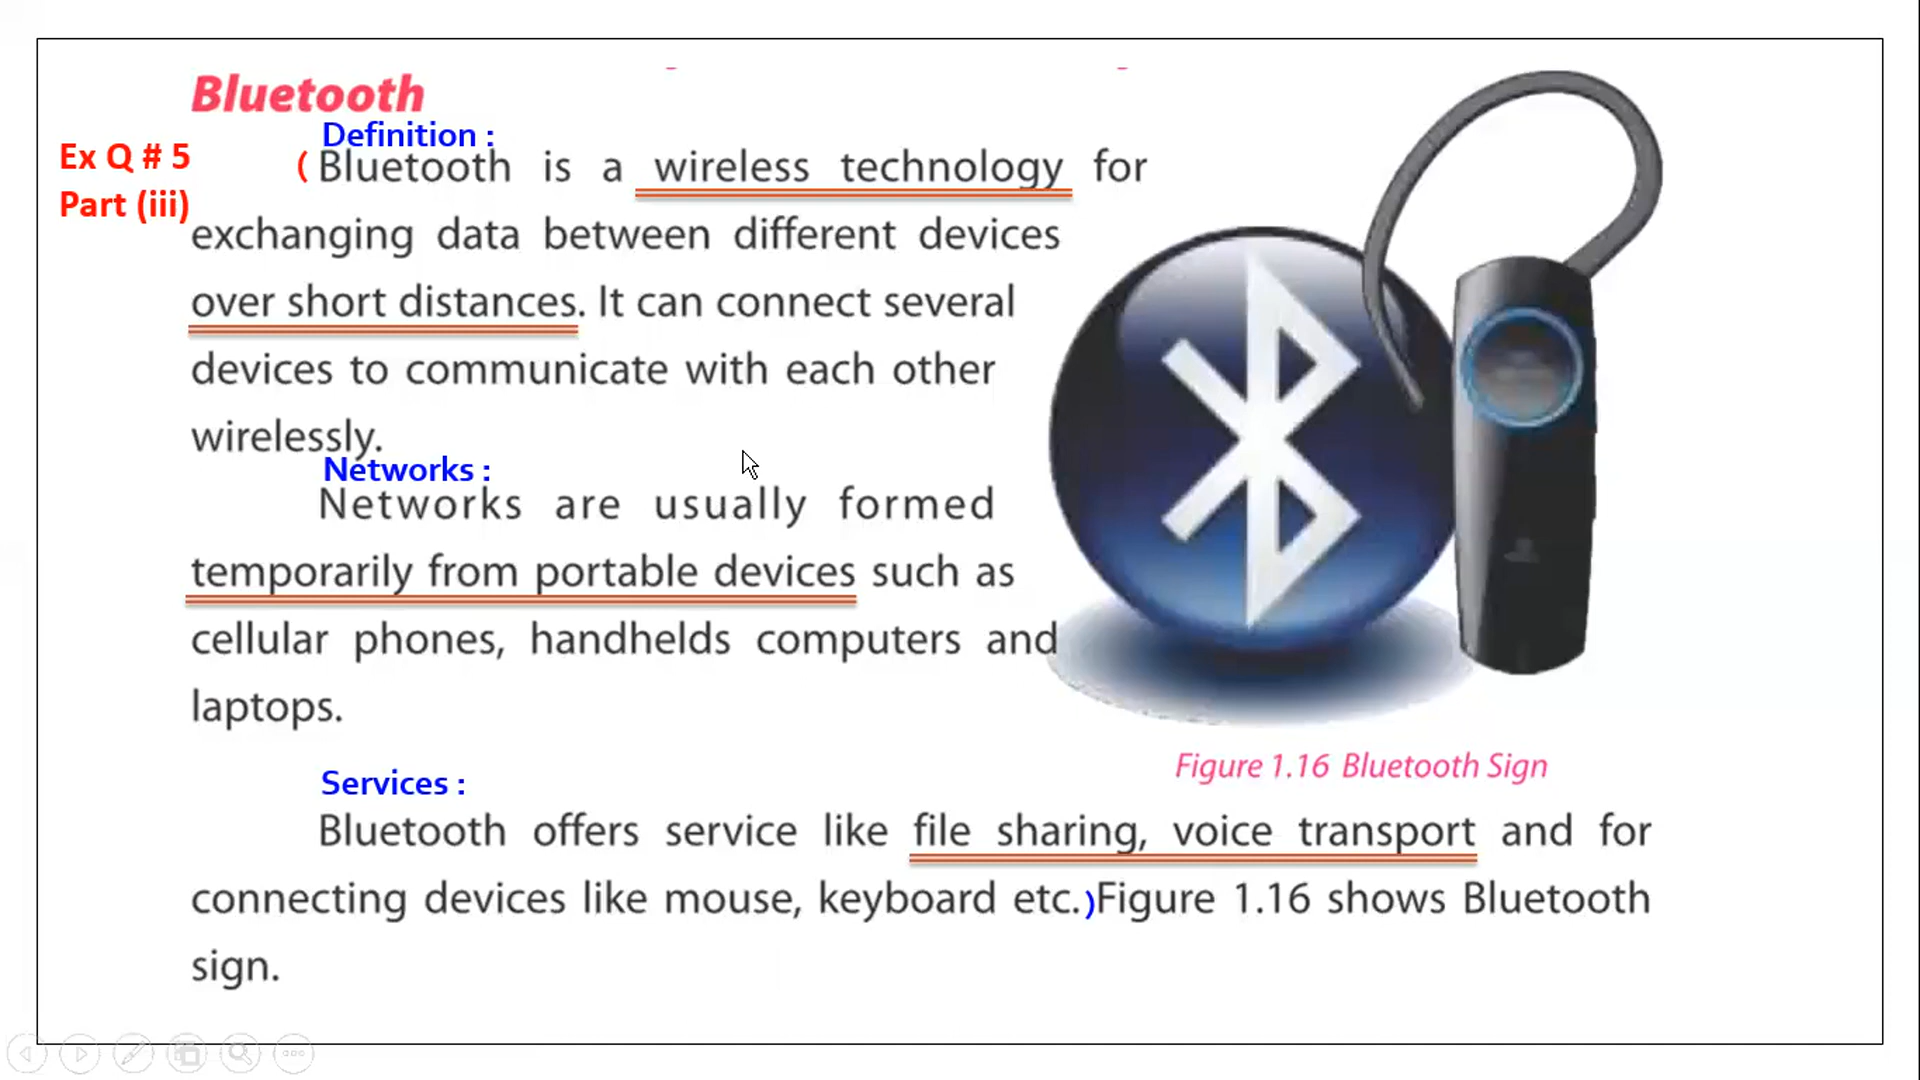 Bluetooth
Definition :
Ex Q # 5
Part (iii)
( Bluetooth is a wireless technology for
exchanging data between different devices
over short distances. It can connect several
devices to communicate with each other
wirelessly.
Networks :
Networks are usually formed
temporarily from portable devices such as
cellular phones, handhelds computers and
laptops.
Figure 1.16 Bluetooth Sign
Services :
Bluetooth offers service like file sharing, voice transport and for
connecting devices like mouse, keyboard etc.)Figure 1.16 shows Bluetooth
sign.